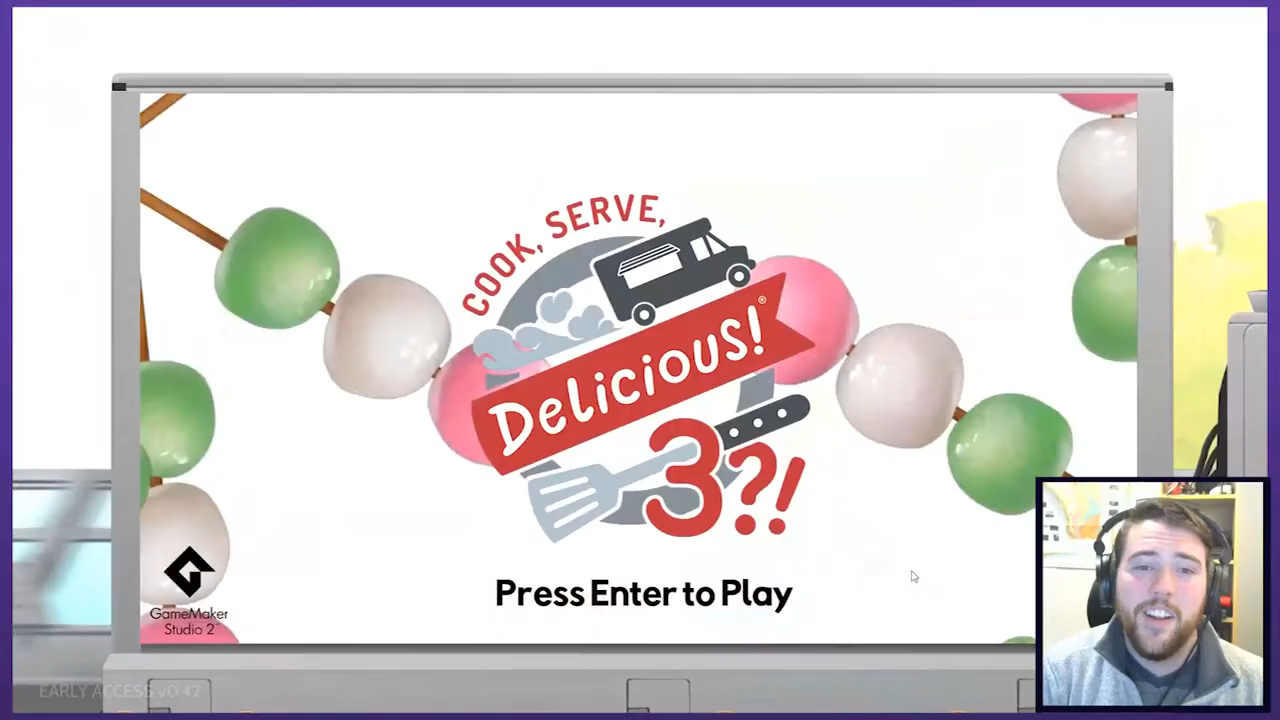 COOK, SERVE,
Delicious!®
3?!
Press Enter to Play
GameMaker
Studio 2
EARLY ACCESS v0.47